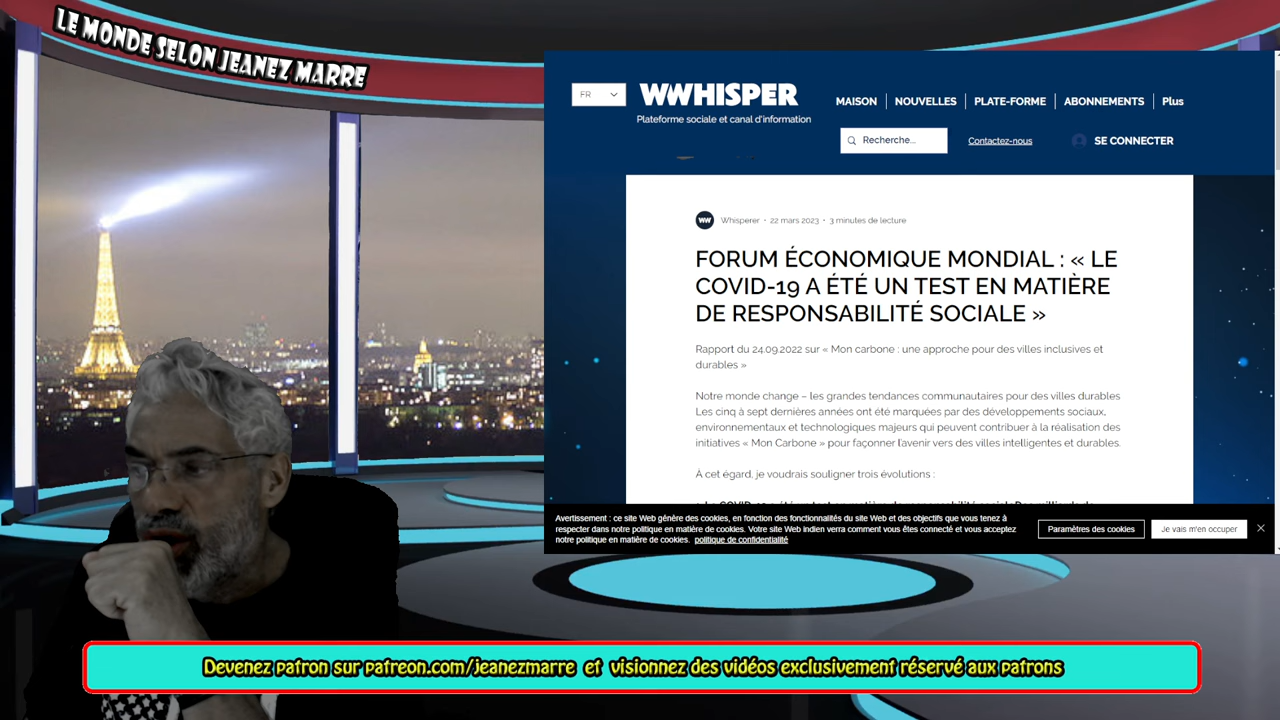 LE MONDE SELON JEANEZ MARRE
FR
WWHISPER
Plateforme sociale et canal d'information
MAISON
NOUVELLES
PLATE-FORME
ABONNEMENTS
Plus
Recherche...
Contactez-nous
SE CONNECTER
Whisperer • 22 mars 2023 • 3 minutes de lecture
FORUM ÉCONOMIQUE MONDIAL : « LE
COVID-19 A ÉTÉ UN TEST EN MATIÈRE
DE RESPONSABILITÉ SOCIALE »
Rapport du 24.09.2022 sur « Mon carbone : une approche pour des villes inclusives et
durables »
Notre monde change – les grandes tendances communautaires pour des villes durables
Les cinq à sept dernières années ont été marquées par des développements sociaux,
environnementaux et technologiques majeurs qui peuvent contribuer à la réalisation des
initiatives « Mon Carbone » pour façonner l'avenir vers des villes intelligentes et durables.
À cet égard, je voudrais souligner trois évolutions :
Avertissement : ce site Web génère des cookies, en fonction des fonctionnalités du site Web et des objectifs que vous tenez à
respecter dans notre politique en matière de cookies. Votre site Web indien verra comment vous êtes connecté et vous acceptez
notre politique en matière de cookies. politique de confidentialité
Paramètres des cookies
Je vais m'en occuper
Devenez patron sur patreon.com/jeanezmarre et visionnez des vidéos exclusivement réservé aux patrons